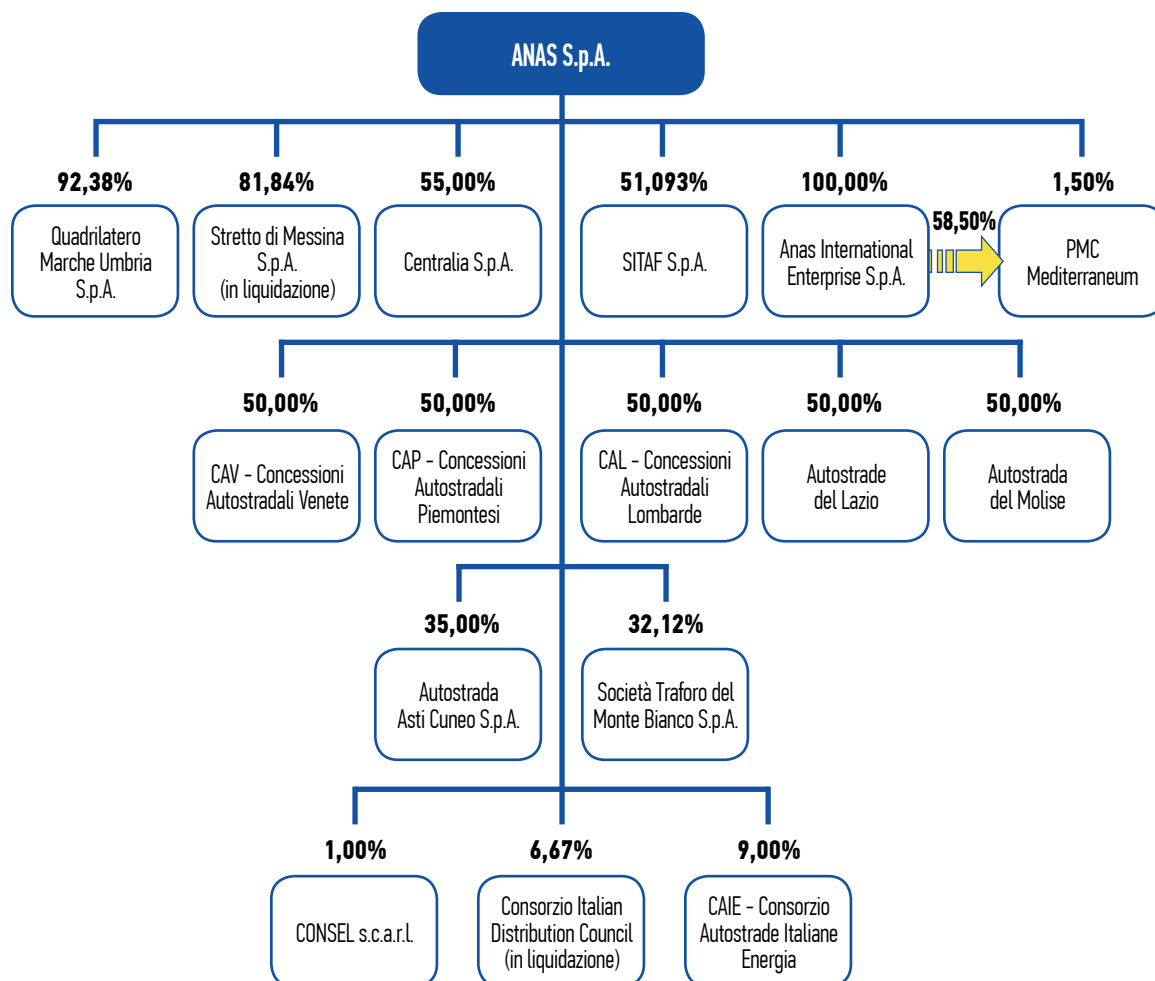 ANAS S.p.A.
92,38%
81,84%
55,00%
51,093%
100,00%
1,50%
Quadrilatero
Marche Umbria
S.p.A.
Stretto di Messina
S.p.A.
(in liquidazione)
Centralia S.p.A.
SITAF S.p.A.
Anas International
Enterprise S.p.A.
58,50%
PMC
Mediterraneum
50,00%
50,00%
50,00%
50,00%
50,00%
CAV - Concessioni
Autostradali Venete
CAP - Concessioni
Autostradali
Piemontesi
CAL - Concessioni
Autostradali
Lombarde
Autostrade
del Lazio
Autostrada
del Molise
35,00%
32,12%
Autostrada
Asti Cuneo S.p.A.
Società Traforo del
Monte Bianco S.p.A.
1,00%
6,67%
9,00%
CONSEL s.c.a.r.l.
Consorzio Italian
Distribution Council
(in liquidazione)
CAIE - Consorzio
Autostrade Italiane
Energia